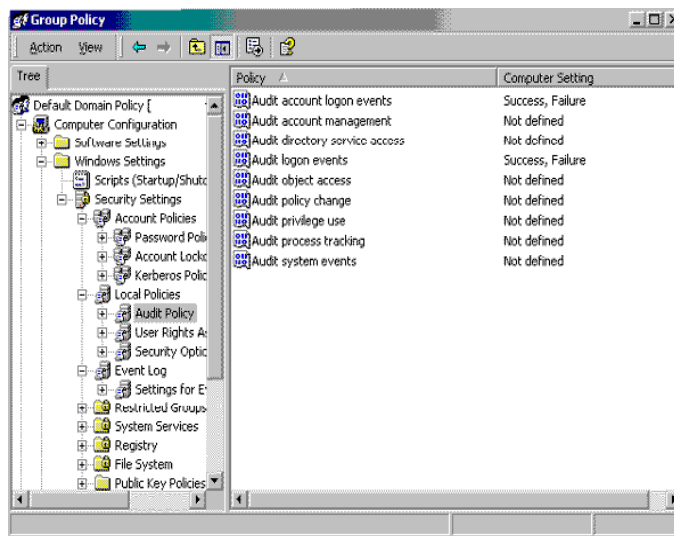 Group Policy
Action View
Tree
Default Domain Policy [
Computer Configuration
Software Settings
Windows Settings
Scripts (Startup/Shutd
Security Settings
Account Policies
Password Poli
Account Locko
Kerberos Polic
Local Policies
Audit Policy
User Rights A
Security Optic
Event Log
Settings for E
Restricted Groups
System Services
Registry
File System
Public Key Policies
Policy Computer Setting
Audit account logon events Success, Failure
Audit account management Not defined
Audit directory service access Not defined
Audit logon events Success, Failure
Audit object access Not defined
Audit policy change Not defined
Audit privilege use Not defined
Audit process tracking Not defined
Audit system events Not defined